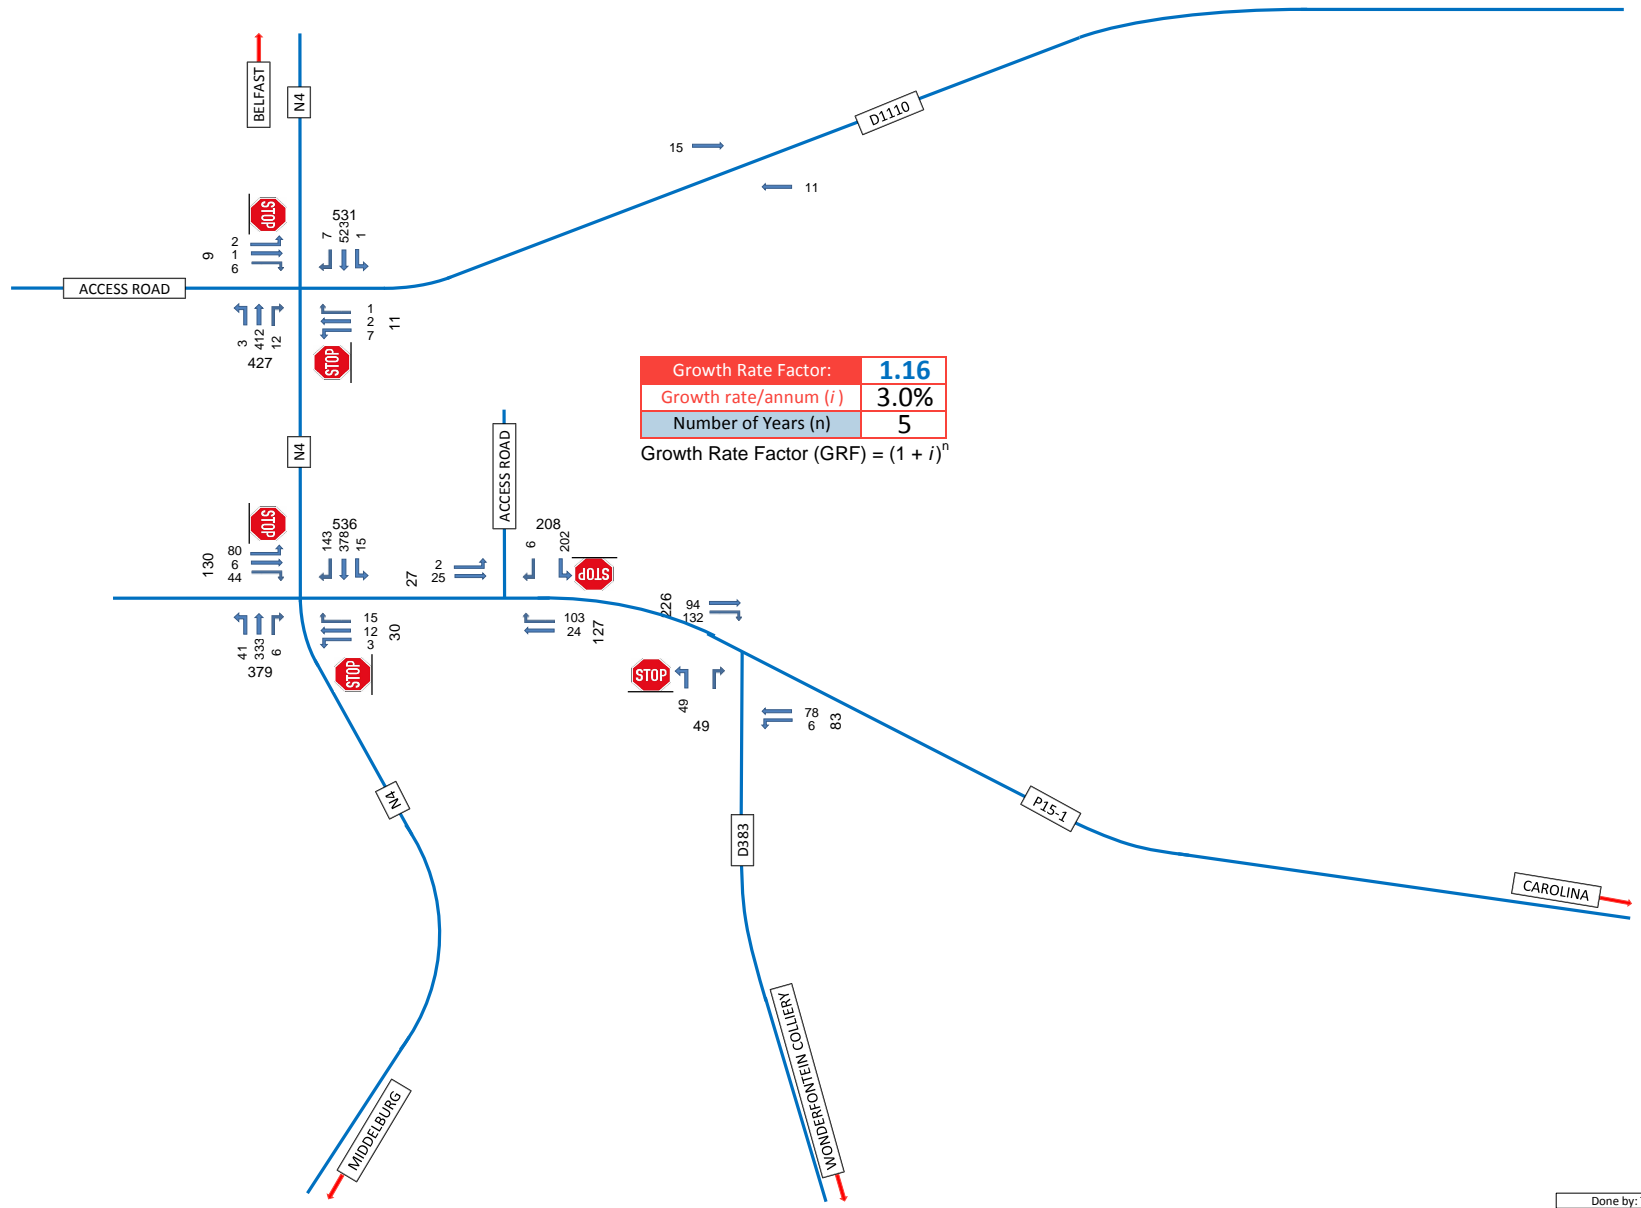 BELFAST
N4
D1110
15
11
STOP
531
7
523
1
9
2
1
6
ACCESS ROAD
3
412
12
427
1
2
7
11
STOP
Growth Rate Factor: 1.16
Growth rate/annum (i) 3.0%
Number of Years (n) 5
Growth Rate Factor (GRF) = (1 + i)n
N4
ACCESS ROAD
STOP
536
143
378
15
130
80
6
44
27
2
25
208
6
202
STOP
226
94
132
41
333
6
379
15
12
3
30
STOP
103
24
127
STOP
49
49
78
6
83
N4
D383
P15-1
CAROLINA
WONDERFONTEIN COLLIERY
MIDDELBURG
Done by: